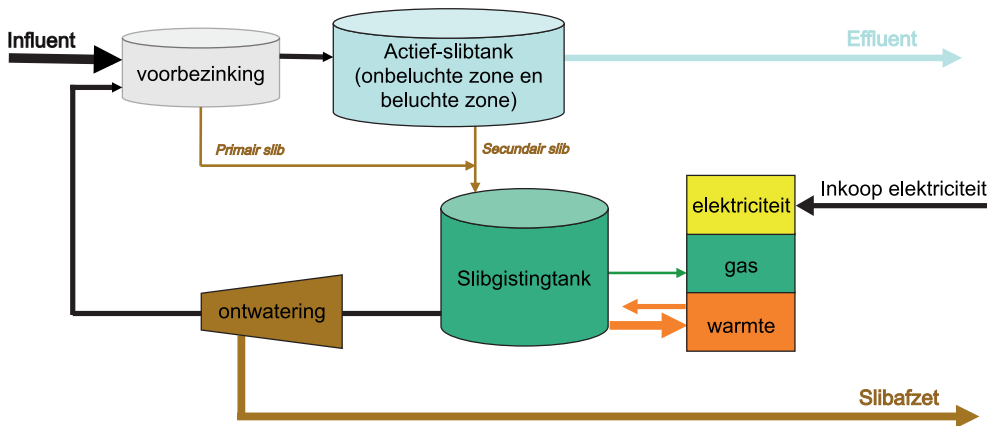 Influent
voorbezinking
Actief-slibtank
(onbeluchte zone en
beluchte zone)
Effluent
Primair slib
Secundair slib
elektriciteit
Inkoop elektriciteit
Slibgistingtank
gas
ontwatering
warmte
Slibafzet